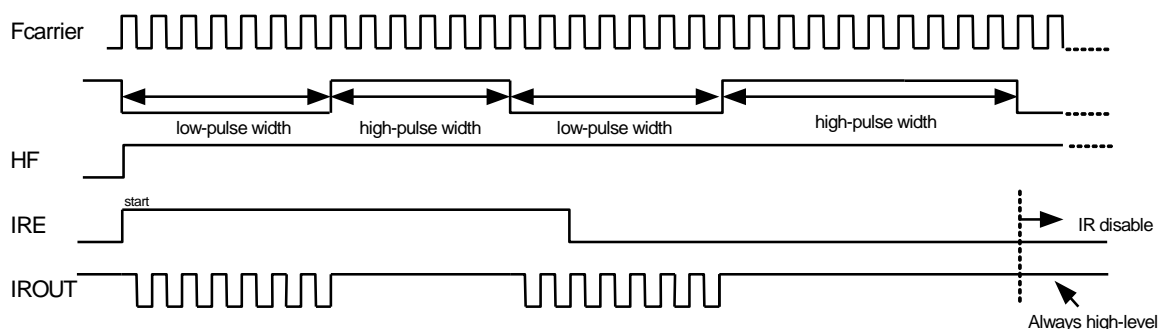 Fcarrier
low-pulse width high-pulse width low-pulse width high-pulse width
HF
start
IRE
IR disable
IROUT
Always high-level